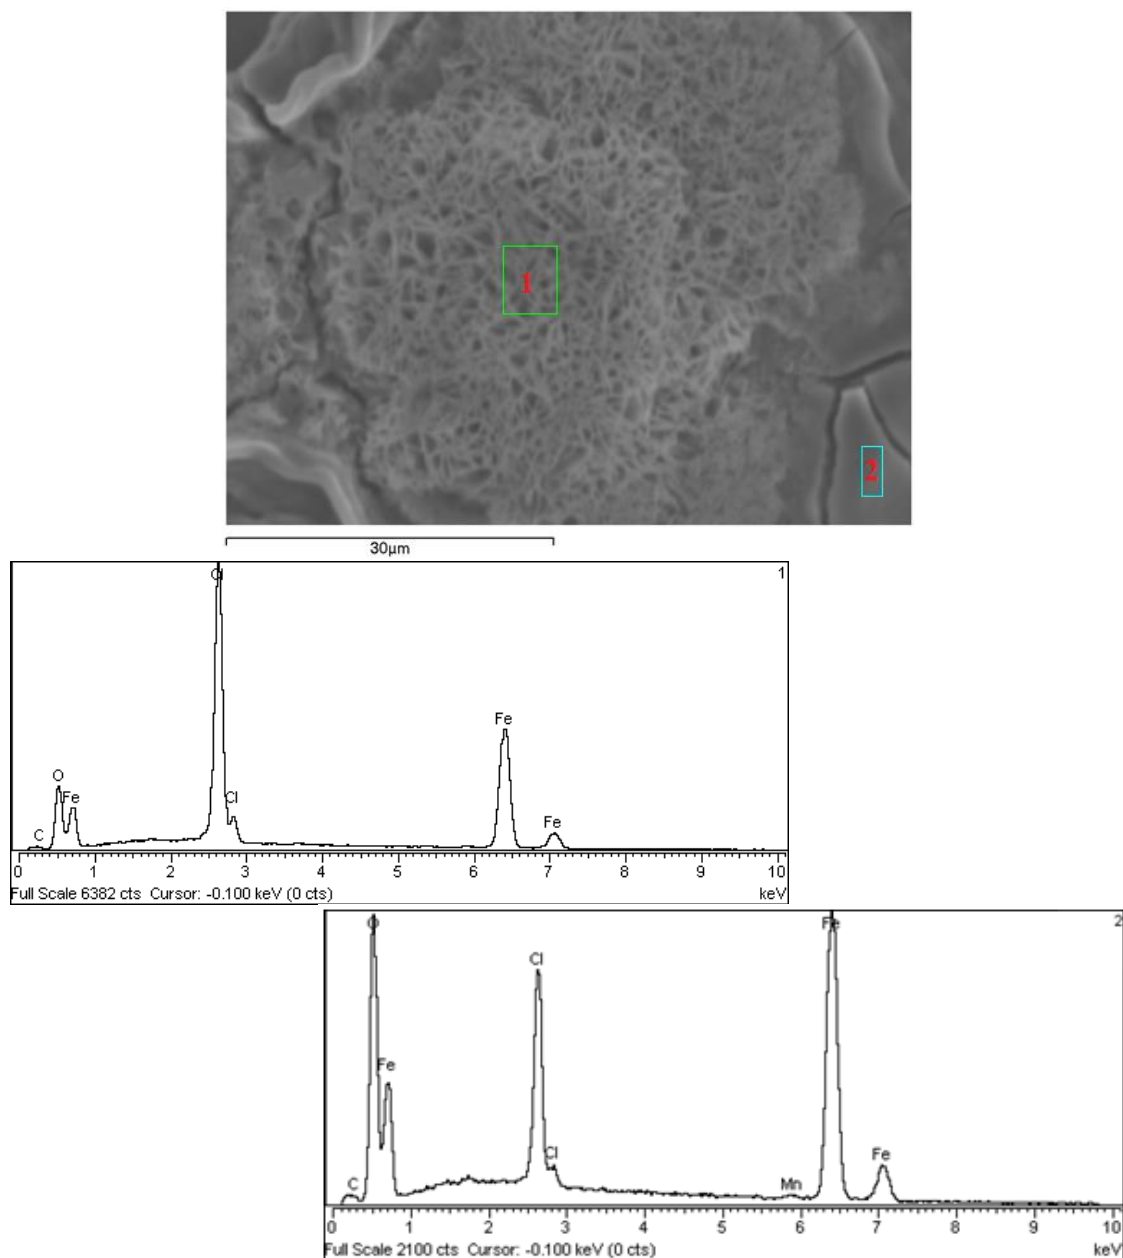 1
2
30µm
1
Cl
Fe
O
Fe
Cl
Fe
C
0 1 2 3 4 5 6 7 8 9 10
Full Scale 6382 cts Cursor: -0.100 keV (0 cts) keV
2
O
Fe
Cl
Fe
Cl
Fe
Mn
C
0 1 2 3 4 5 6 7 8 9 10
Full Scale 2100 cts Cursor: -0.100 keV (0 cts) keV